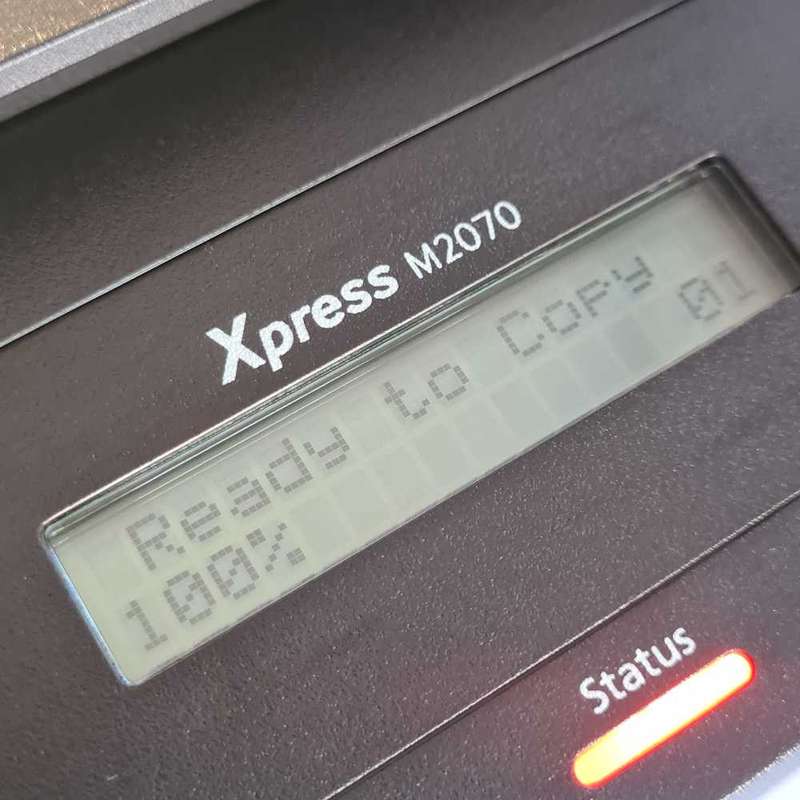 Xpress M2070
Ready to Copy
100% 01
Status